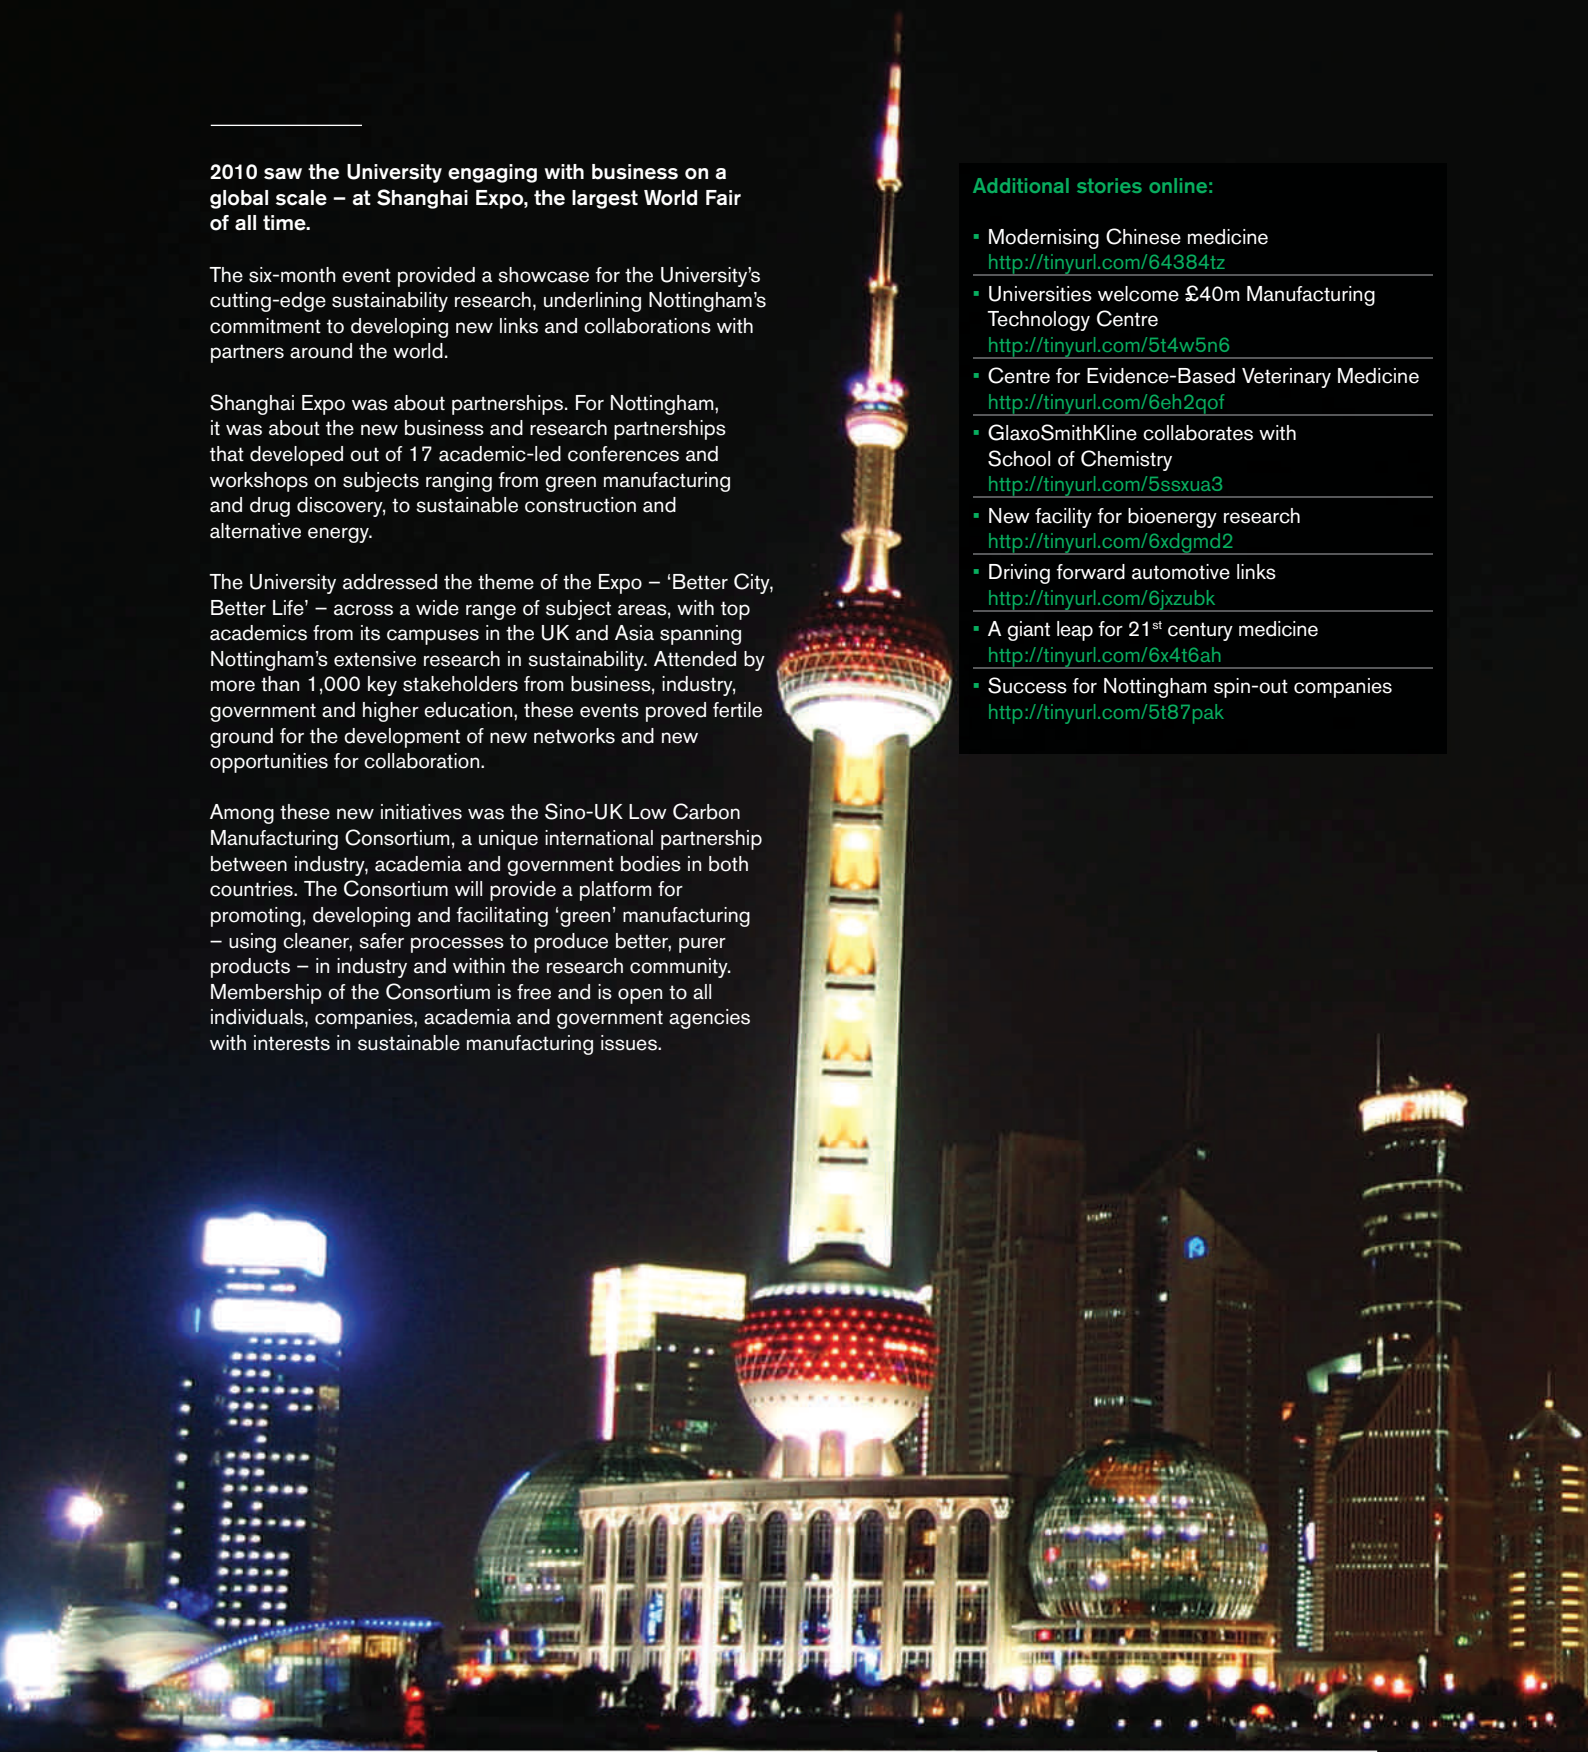 2010 saw the University engaging with business on a
global scale – at Shanghai Expo, the largest World Fair
of all time.
The six-month event provided a showcase for the University’s
cutting-edge sustainability research, underlining Nottingham’s
commitment to developing new links and collaborations with
partners around the world.
Shanghai Expo was about partnerships. For Nottingham,
it was about the new business and research partnerships
that developed out of 17 academic-led conferences and
workshops on subjects ranging from green manufacturing
and drug discovery, to sustainable construction and
alternative energy.
The University addressed the theme of the Expo – ‘Better City,
Better Life’ – across a wide range of subject areas, with top
academics from its campuses in the UK and Asia spanning
Nottingham’s extensive research in sustainability. Attended by
more than 1,000 key stakeholders from business, industry,
government and higher education, these events proved fertile
ground for the development of new networks and new
opportunities for collaboration.
Among these new initiatives was the Sino-UK Low Carbon
Manufacturing Consortium, a unique international partnership
between industry, academia and government bodies in both
countries. The Consortium will provide a platform for
promoting, developing and facilitating ‘green’ manufacturing
– using cleaner, safer processes to produce better, purer
products – in industry and within the research community.
Membership of the Consortium is free and is open to all
individuals, companies, academia and government agencies
with interests in sustainable manufacturing issues.
Additional stories online:
▪ Modernising Chinese medicine
http://tinyurl.com/64384tz
▪ Universities welcome £40m Manufacturing
Technology Centre
http://tinyurl.com/5t4w5n6
▪ Centre for Evidence-Based Veterinary Medicine
http://tinyurl.com/6eh2qof
▪ GlaxoSmithKline collaborates with
School of Chemistry
http://tinyurl.com/5ssxua3
▪ New facility for bioenergy research
http://tinyurl.com/6xdgmd2
▪ Driving forward automotive links
http://tinyurl.com/6jxzubk
▪ A giant leap for 21st century medicine
http://tinyurl.com/6x4t6ah
▪ Success for Nottingham spin-out companies
http://tinyurl.com/5t87pak